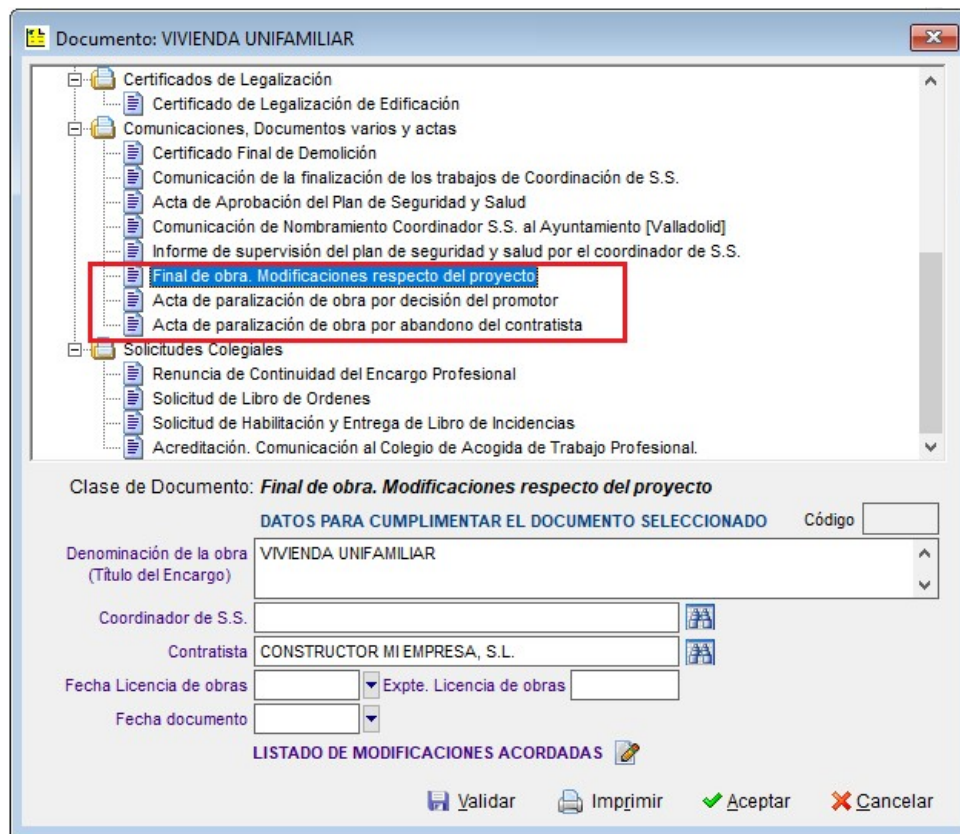 Documento: VIVIENDA UNIFAMILIAR
Certificados de Legalización
Certificado de Legalización de Edificación
Comunicaciones, Documentos varios y actas
Certificado Final de Demolición
Comunicación de la finalización de los trabajos de Coordinación de S.S.
Acta de Aprobación del Plan de Seguridad y Salud
Comunicación de Nombramiento Coordinador S.S. al Ayuntamiento [Valladolid]
Informe de supervisión del plan de seguridad y salud por el coordinador de S.S.
Final de obra. Modificaciones respecto del proyecto
Acta de paralización de obra por decisión del promotor
Acta de paralización de obra por abandono del contratista
Solicitudes Colegiales
Renuncia de Continuidad del Encargo Profesional
Solicitud de Libro de Ordenes
Solicitud de Habilitación y Entrega de Libro de Incidencias
Acreditación. Comunicación al Colegio de Acogida de Trabajo Profesional.
Clase de Documento: Final de obra. Modificaciones respecto del proyecto
DATOS PARA CUMPLIMENTAR EL DOCUMENTO SELECCIONADO Código
Denominación de la obra VIVIENDA UNIFAMILIAR
(Título del Encargo)
Coordinador de S.S.
Contratista CONSTRUCTOR MI EMPRESA, S.L.
Fecha Licencia de obras Expte. Licencia de obras
Fecha documento
LISTADO DE MODIFICACIONES ACORDADAS
Validar Imprimir Aceptar Cancelar